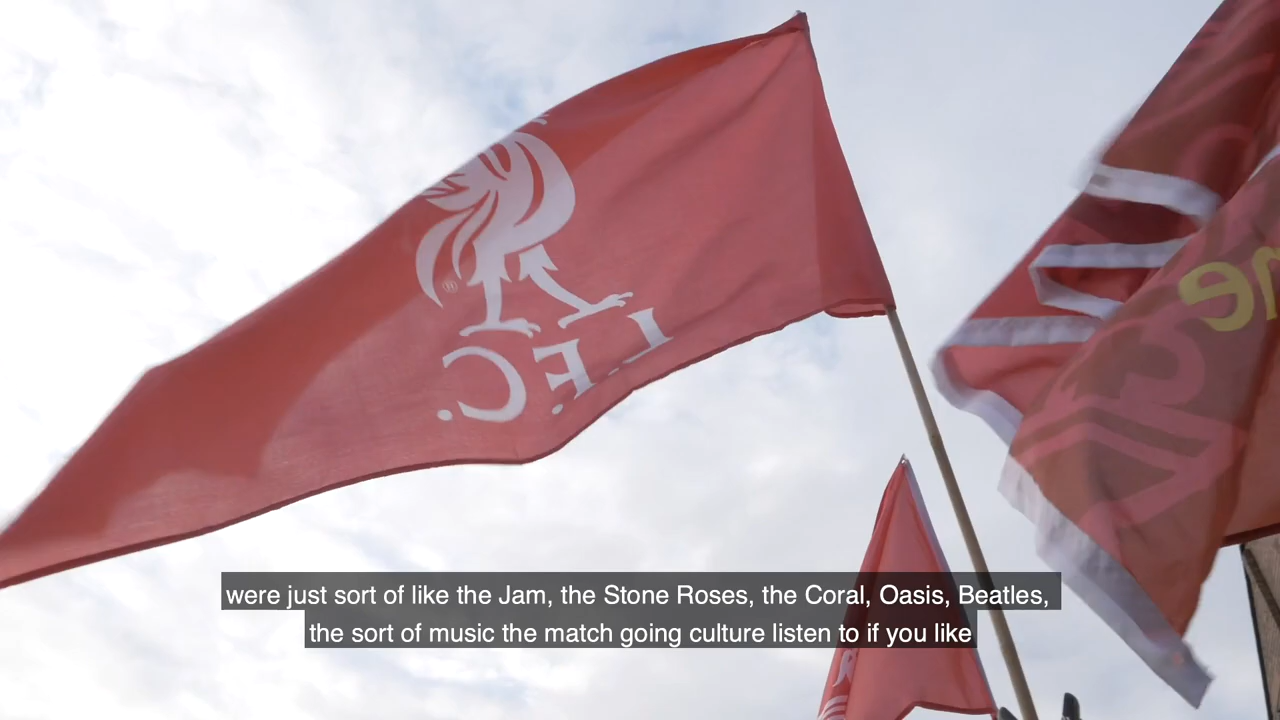 L.F.C.
ne
were just sort of like the Jam, the Stone Roses, the Coral, Oasis, Beatles,
the sort of music the match going culture listen to if you like